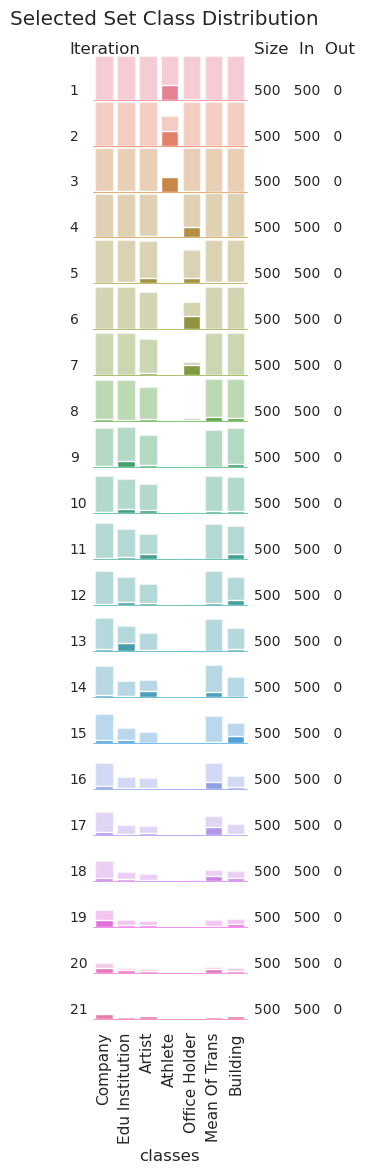 Selected Set Class Distribution
Iteration Size In Out
1 500 500 0
2 500 500 0
3 500 500 0
4 500 500 0
5 500 500 0
6 500 500 0
7 500 500 0
8 500 500 0
9 500 500 0
10 500 500 0
11 500 500 0
12 500 500 0
13 500 500 0
14 500 500 0
15 500 500 0
16 500 500 0
17 500 500 0
18 500 500 0
19 500 500 0
20 500 500 0
21 500 500 0
Company
Edu Institution
Artist
Athlete
Office Holder
Mean Of Trans
Building
classes